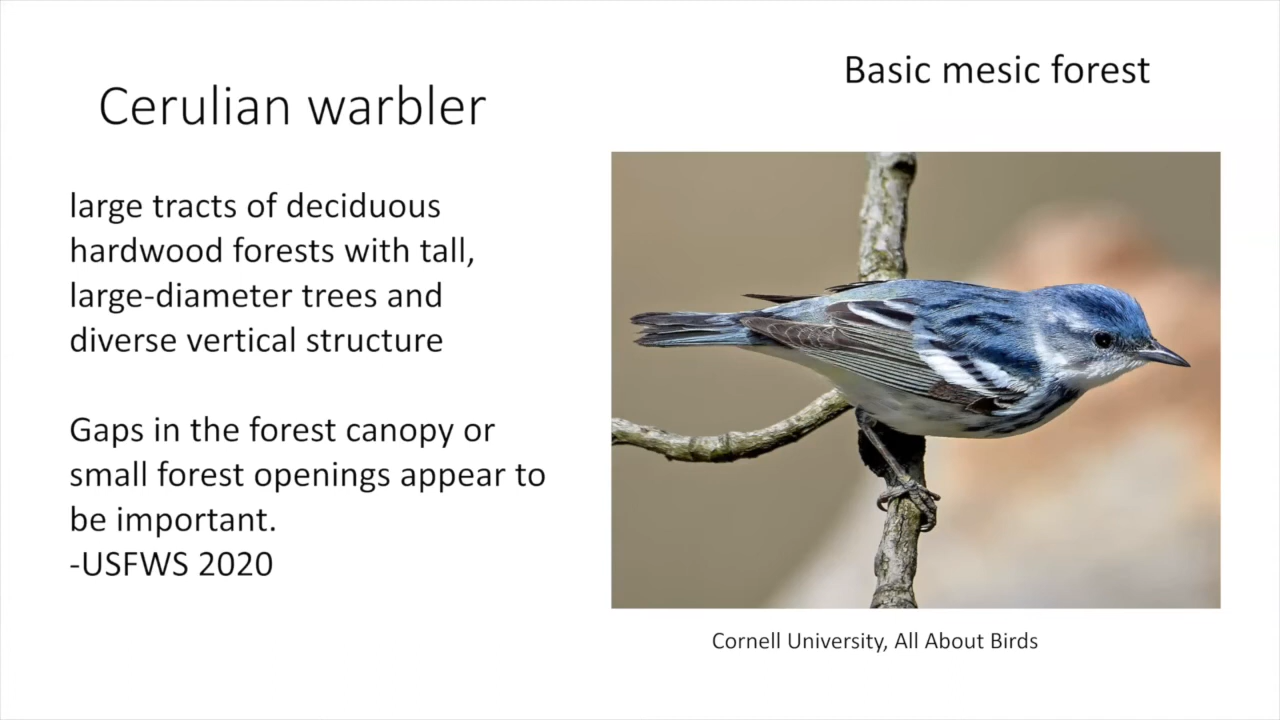 Basic mesic forest
Cerulian warbler
large tracts of deciduous
hardwood forests with tall,
large-diameter trees and
diverse vertical structure
Gaps in the forest canopy or
small forest openings appear to
be important.
-USFWS 2020
Cornell University, All About Birds